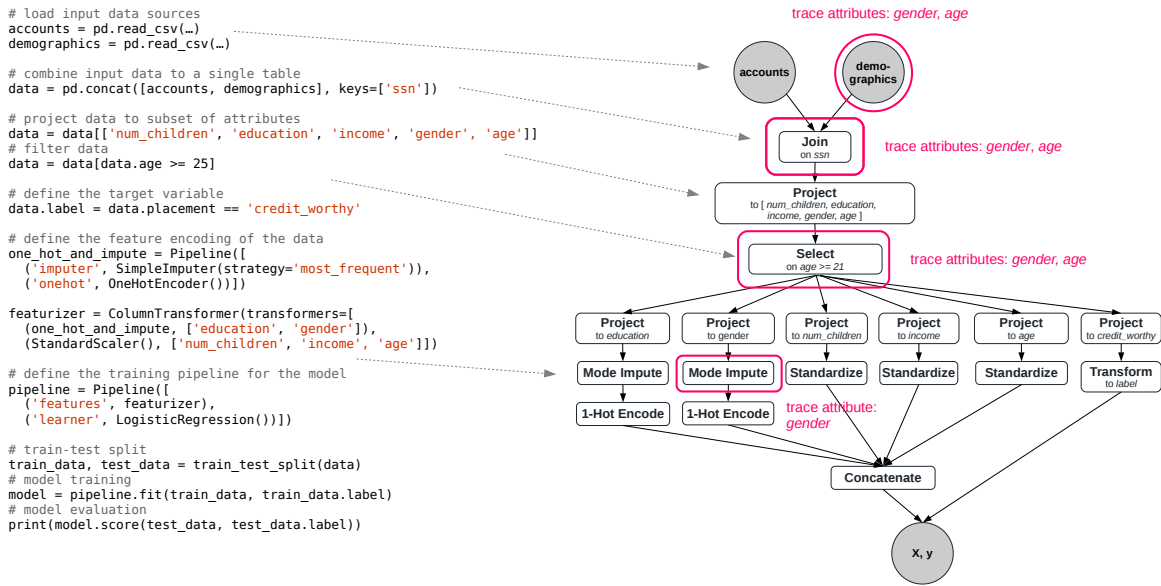 # load input data sources
accounts = pd.read_csv(…)
demographics = pd.read_csv(…)
# combine input data to a single table
data = pd.concat([accounts, demographics], keys=['ssn'])
# project data to subset of attributes
data = data[['num_children', 'education', 'income', 'gender', 'age']]
# filter data
data = data[data.age >= 25]
# define the target variable
data.label = data.placement == 'credit_worthy'
# define the feature encoding of the data
one_hot_and_impute = Pipeline([
('imputer', SimpleImputer(strategy='most_frequent')),
('onehot', OneHotEncoder())])
featurizer = ColumnTransformer(transformers=[
(one_hot_and_impute, ['education', 'gender']),
(StandardScaler(), ['num_children', 'income', 'age']])
# define the training pipeline for the model
pipeline = Pipeline([
('features', featurizer),
('learner', LogisticRegression())])
# train-test split
train_data, test_data = train_test_split(data)
# model training
model = pipeline.fit(train_data, train_data.label)
# model evaluation
print(model.score(test_data, test_data.label))
trace attributes: gender, age
accounts
demo-
graphics
Join
on ssn
trace attributes: gender, age
Project
to [ num_children, education,
income, gender, age ]
Select
on age >= 21
trace attributes: gender, age
Project
to education
Project
to gender
Project
to num_children
Project
to income
Project
to age
Project
to credit_worthy
Mode Impute
Mode Impute
Standardize
Standardize
Standardize
Transform
to label
1-Hot Encode
1-Hot Encode
trace attribute:
gender
Concatenate
X, y